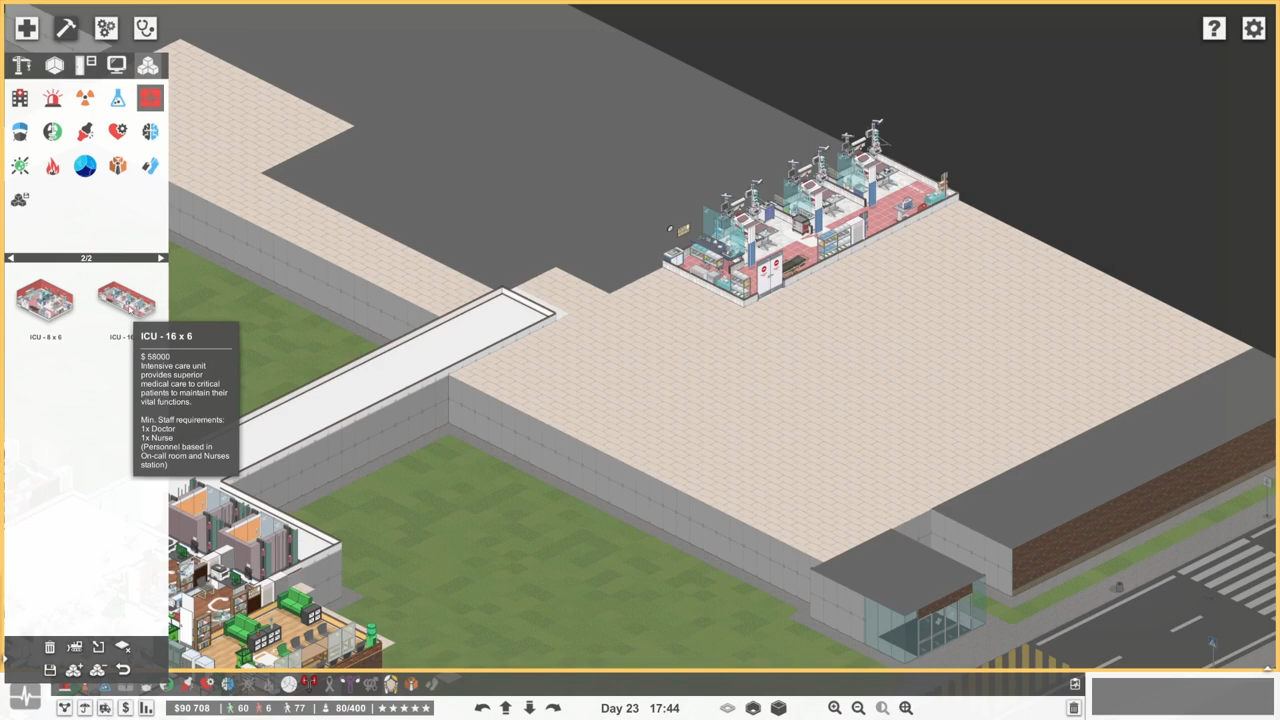 2/2
ICU - 8 x 6
ICU - 16
ICU - 16 x 6
$ 58000
Intensive care unit
provides superior
medical care to critical
patients to maintain their
vital functions.
Min. Staff requirements:
1x Doctor
1x Nurse
(Personnel based in
On-call room and Nurses
station)
$90 708
60
6
77
80/400
Day 23 17:44